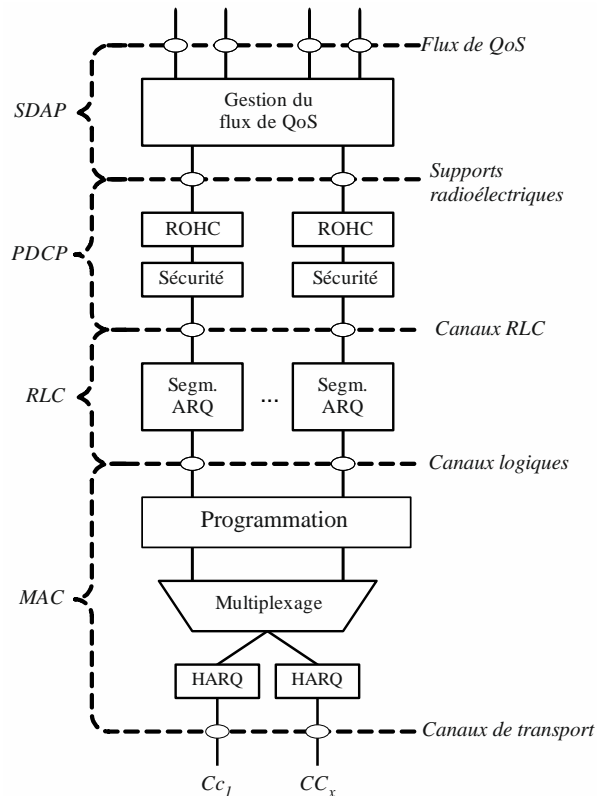 Flux de QoS
Gestion du
flux de QoS
SDAP
Supports
radioélectriques
ROHC
ROHC
PDCP
Sécurité
Sécurité
Canaux RLC
Segm.
ARQ
...
Segm.
ARQ
RLC
Canaux logiques
Programmation
MAC
Multiplexage
HARQ
HARQ
Canaux de transport
Cc1
CCx